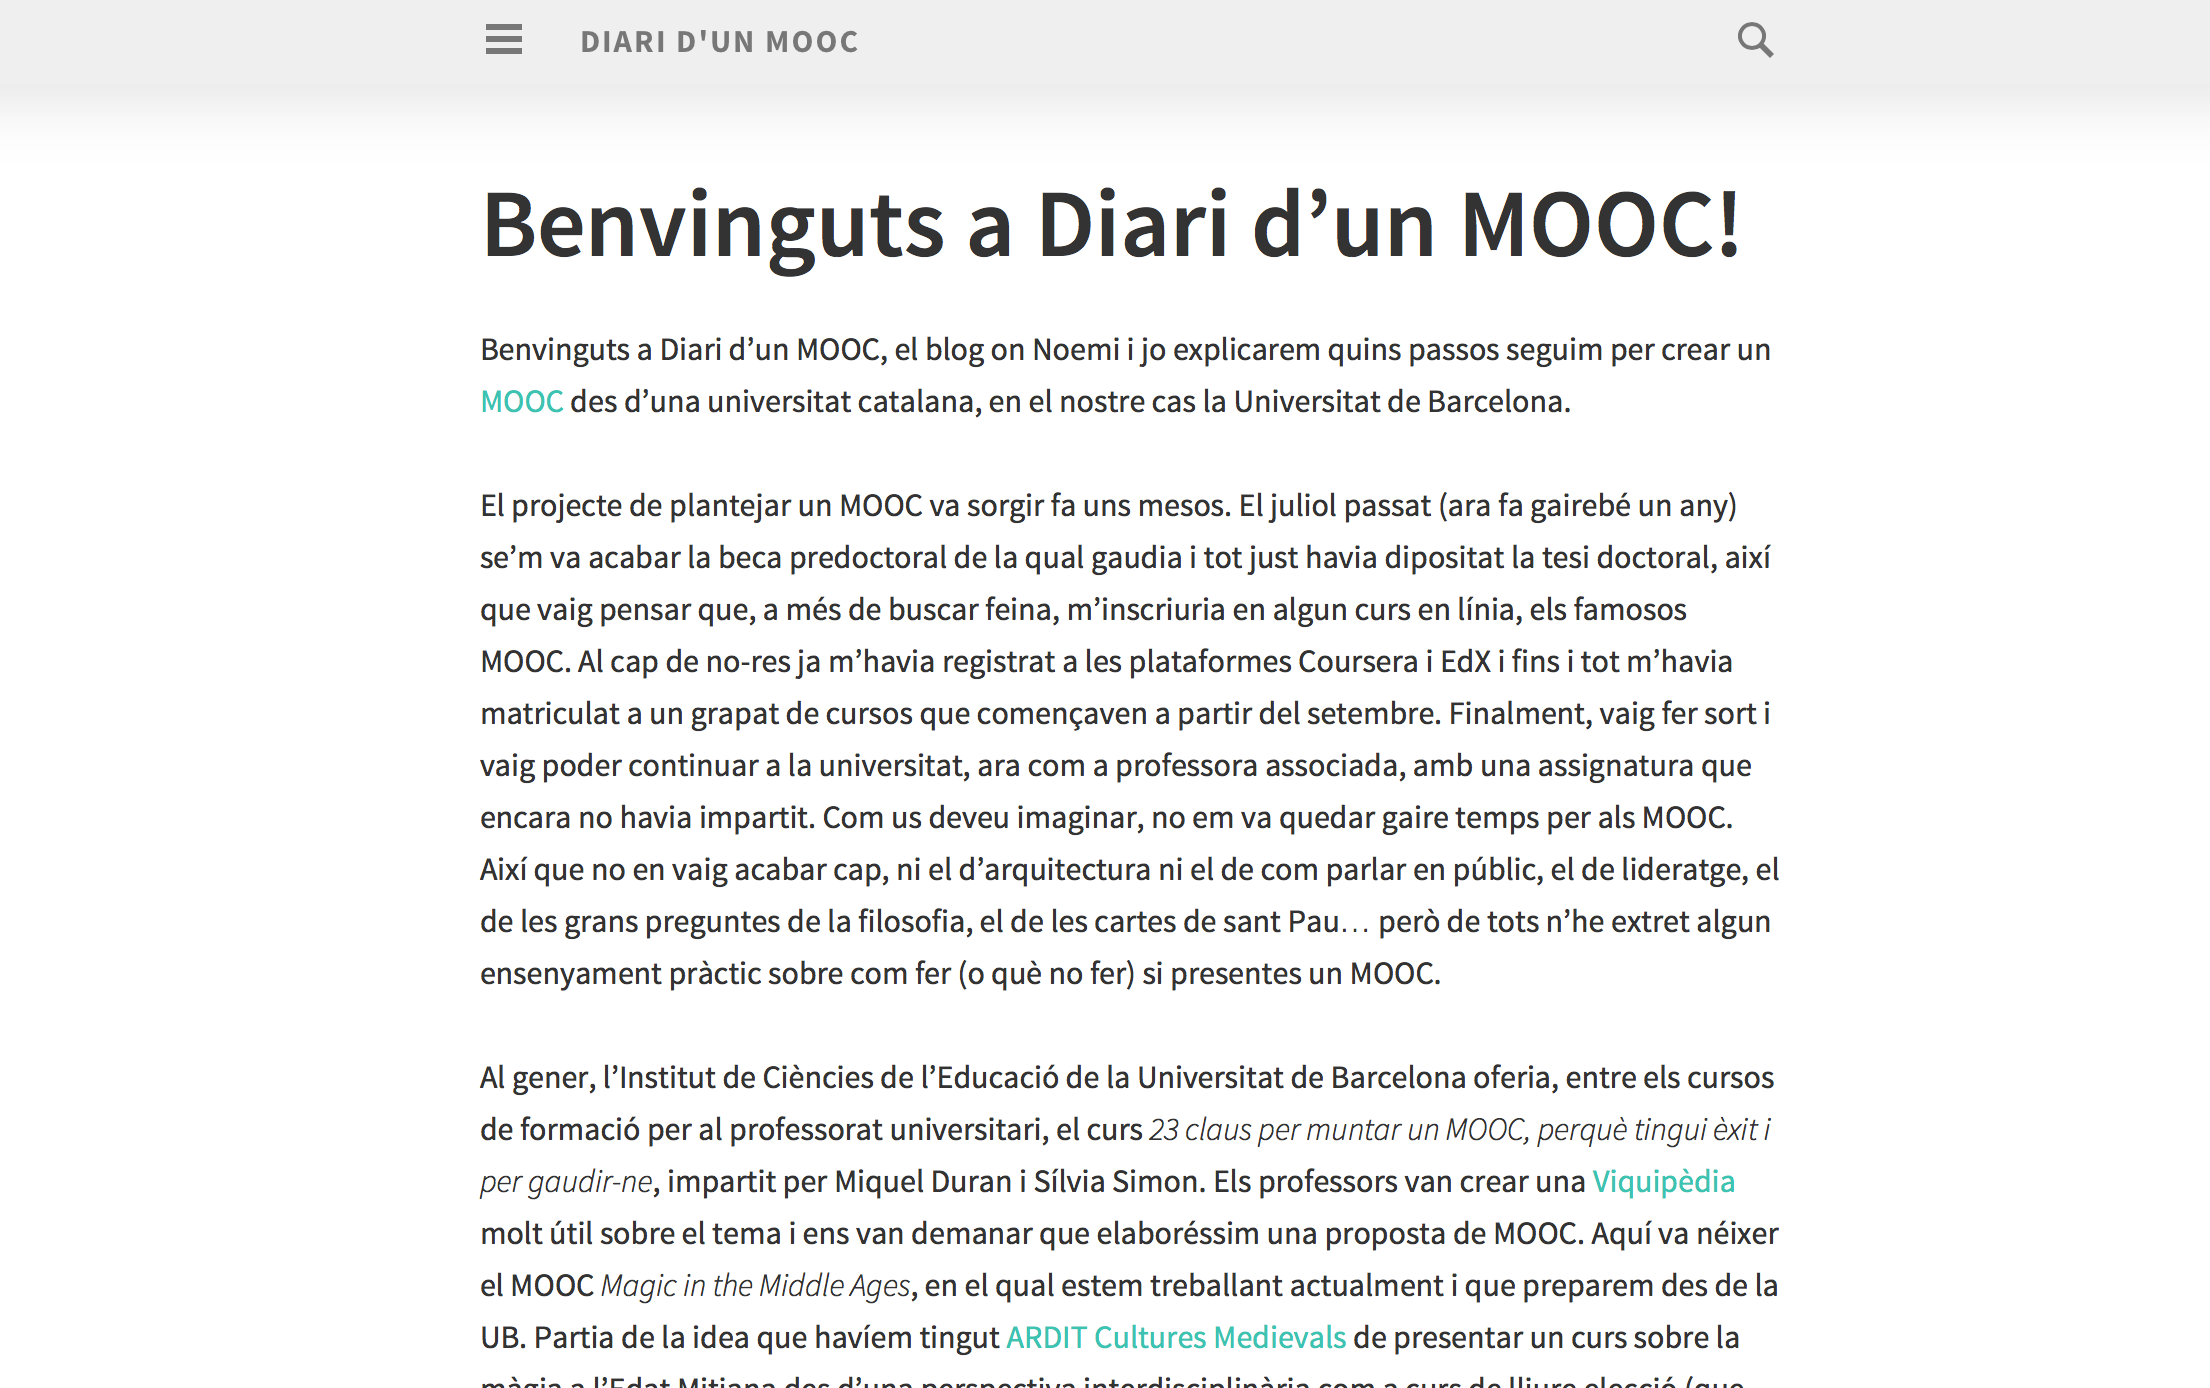 DIARI D'UN MOOC
Benvinguts a Diari d’un MOOC!
Benvinguts a Diari d’un MOOC, el blog on Noemi i jo explicarem quins passos seguim per crear un
MOOC des d’una universitat catalana, en el nostre cas la Universitat de Barcelona.
El projecte de plantejar un MOOC va sorgir fa uns mesos. El juliol passat (ara fa gairebé un any)
se’m va acabar la beca predoctoral de la qual gaudia i tot just havia dipositat la tesi doctoral, així
que vaig pensar que, a més de buscar feina, m’inscriuria en algun curs en línia, els famosos
MOOC. Al cap de no-res ja m’havia registrat a les plataformes Coursera i EdX i fins i tot m’havia
matriculat a un grapat de cursos que començaven a partir del setembre. Finalment, vaig fer sort i
vaig poder continuar a la universitat, ara com a professora associada, amb una assignatura que
encara no havia impartit. Com us deveu imaginar, no em va quedar gaire temps per als MOOC.
Així que no en vaig acabar cap, ni el d’arquitectura ni el de com parlar en públic, el de lideratge, el
de les grans preguntes de la filosofia, el de les cartes de sant Pau… però de tots n’he extret algun
ensenyament pràctic sobre com fer (o què no fer) si presentes un MOOC.
Al gener, l’Institut de Ciències de l’Educació de la Universitat de Barcelona oferia, entre els cursos
de formació per al professorat universitari, el curs 23 claus per muntar un MOOC, perquè tingui èxit i
per gaudir-ne, impartit per Miquel Duran i Sílvia Simon. Els professors van crear una Viquipèdia
molt útil sobre el tema i ens van demanar que elaboréssim una proposta de MOOC. Aquí va néixer
el MOOC Magic in the Middle Ages, en el qual estem treballant actualment i que preparem des de la
UB. Partia de la idea que havíem tingut ARDIT Cultures Medievals de presentar un curs sobre la
màgia a l’Edat Mitjana des d’una perspectiva interdisciplinària com a curs de lliure elecció (que